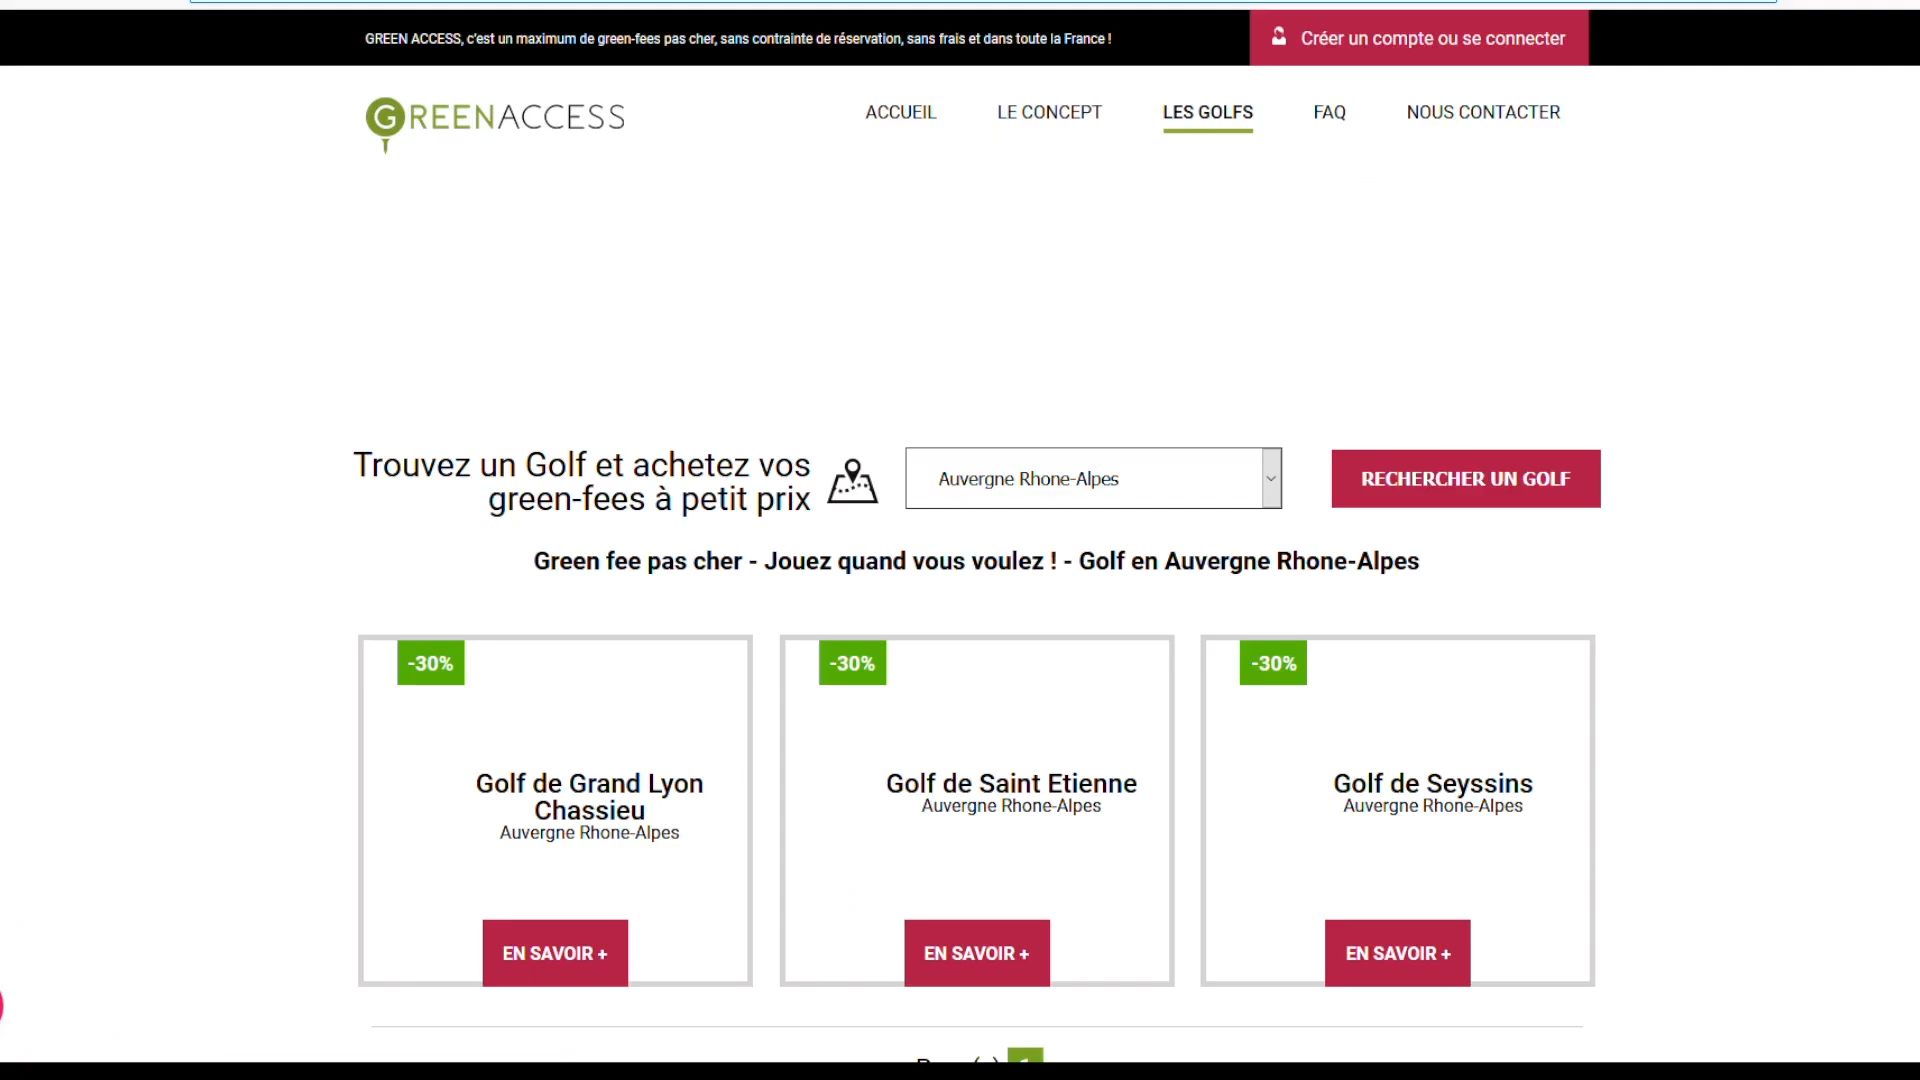 GREEN ACCESS, c'est un maximum de green-fees pas cher, sans contrainte de réservation, sans frais et dans toute la France !
Créer un compte ou se connecter
GREENACCESS
ACCUEIL
LE CONCEPT
LES GOLFS
FAQ
NOUS CONTACTER
Trouvez un Golf et achetez vos
green-fees à petit prix
Auvergne Rhone-Alpes
RECHERCHER UN GOLF
Green fee pas cher - Jouez quand vous voulez ! - Golf en Auvergne Rhone-Alpes
-30%
Golf de Grand Lyon
Chassieu
Auvergne Rhone-Alpes
EN SAVOIR +
-30%
Golf de Saint Etienne
Auvergne Rhone-Alpes
EN SAVOIR +
-30%
Golf de Seyssins
Auvergne Rhone-Alpes
EN SAVOIR +